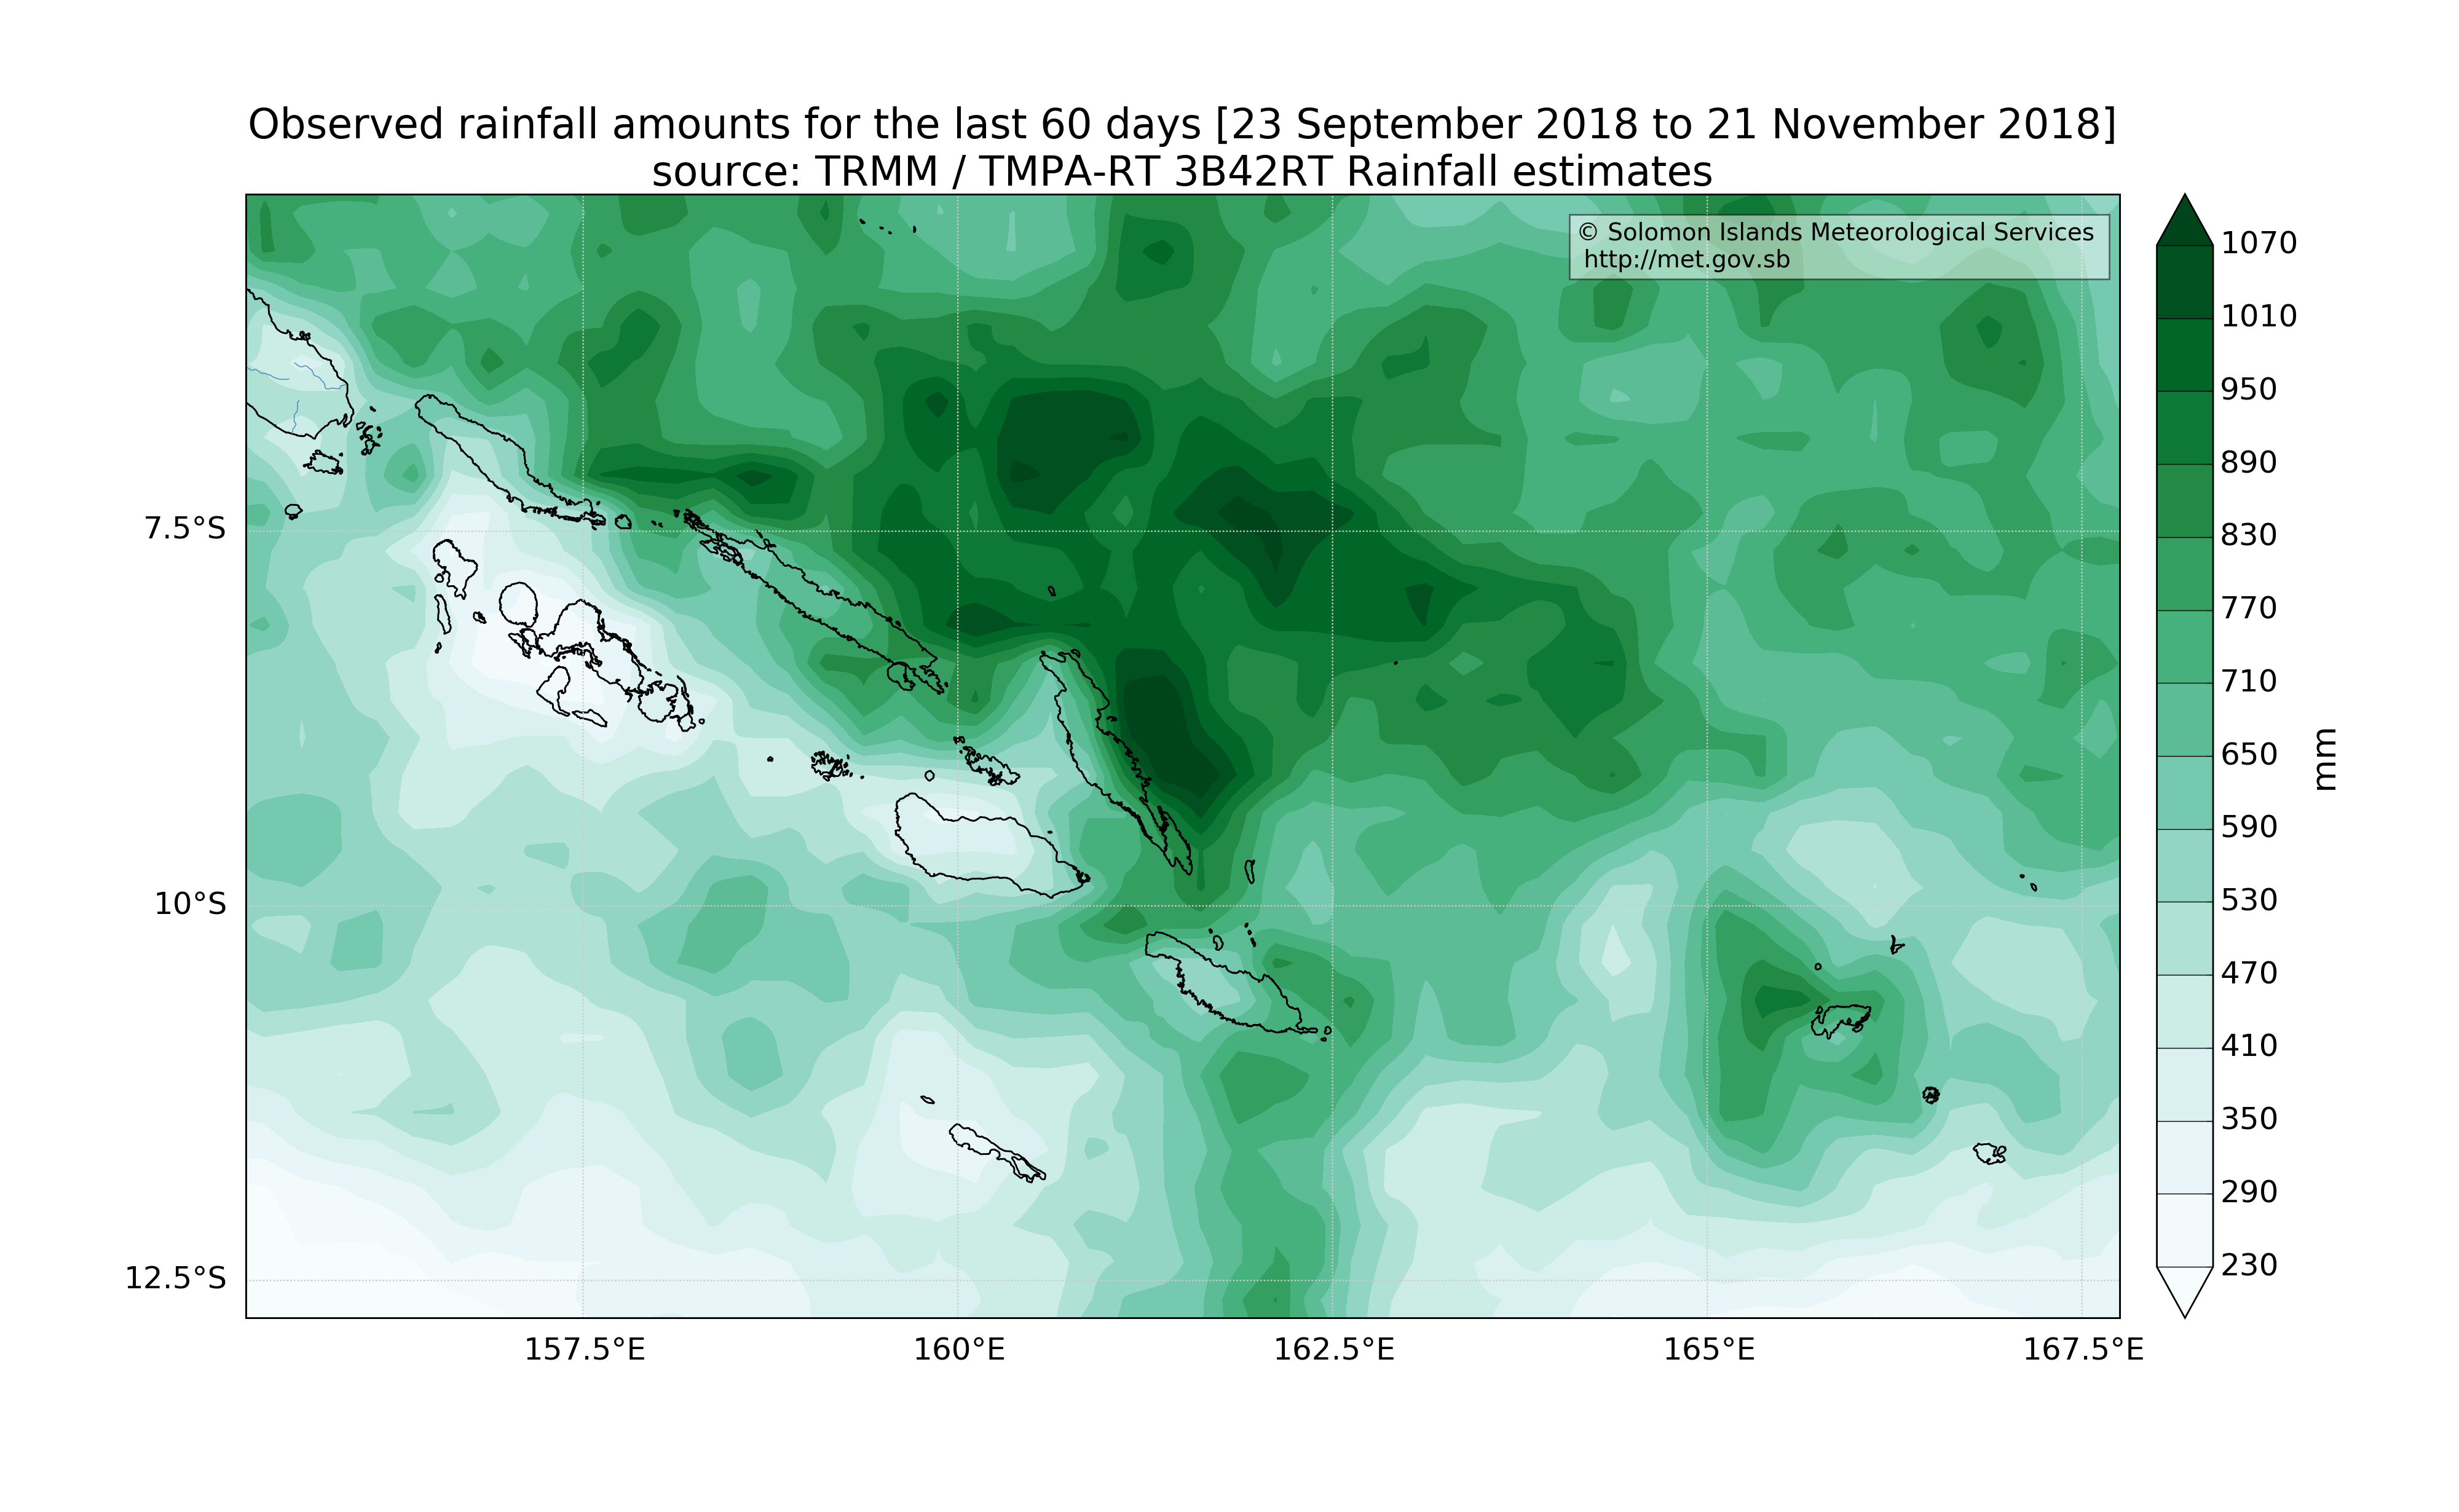 Observed rainfall amounts for the last 60 days [23 September 2018 to 21 November 2018]
source: TRMM / TMPA-RT 3B42RT Rainfall estimates
© Solomon Islands Meteorological Services
http://met.gov.sb
7.5°S
10°S
12.5°S
157.5°E
160°E
162.5°E
165°E
167.5°E
1070
1010
950
890
830
770
710
650
590
530
470
410
350
290
230
mm